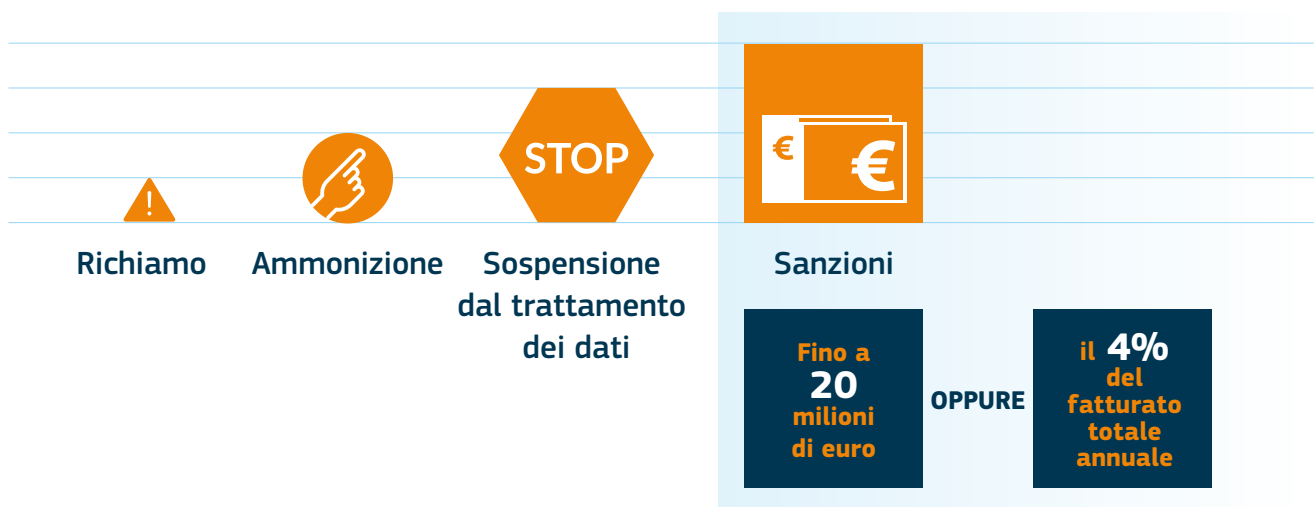 STOP
€ €
Richiamo
Ammonizione
Sospensione
dal trattamento
dei dati
Sanzioni
Fino a
20
milioni
di euro
OPPURE
il 4%
del
fatturato
totale
annuale